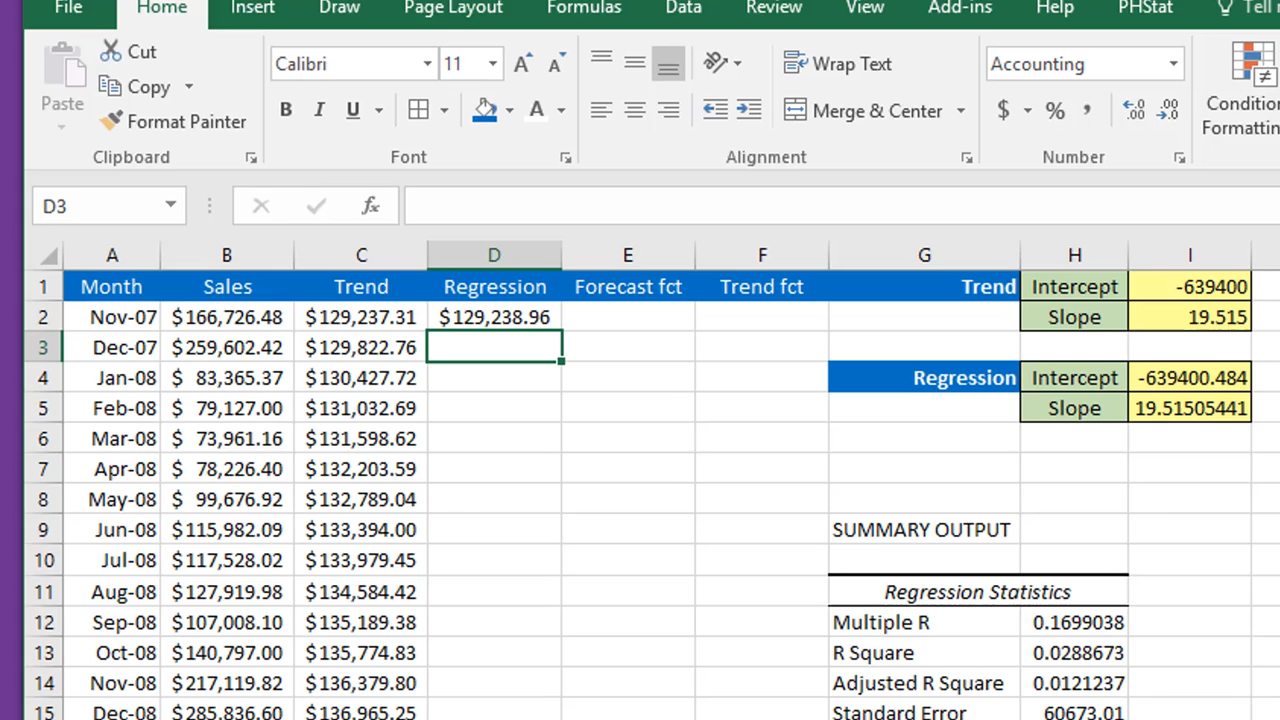 File Home Insert Draw Page Layout Formulas Data Review View Add-ins Help PHStat Tell
Cut
Copy
Format Painter
Paste
Clipboard
Calibri 11 A A
B I U A
Font
Wrap Text
Merge & Center
Alignment
Accounting
$ % , .00 .00
Number
Condition
Formatting
D3 fx
A B C D E F G H I
1 Month Sales Trend Regression Forecast fct Trend fct Trend Intercept -639400
2 Nov-07 $166,726.48 $129,237.31 $129,238.96 Slope 19.515
3 Dec-07 $259,602.42 $129,822.76
4 Jan-08 $ 83,365.37 $130,427.72 Regression Intercept -639400.484
5 Feb-08 $ 79,127.00 $131,032.69 Slope 19.51505441
6 Mar-08 $ 73,961.16 $131,598.62
7 Apr-08 $ 78,226.40 $132,203.59
8 May-08 $ 99,676.92 $132,789.04
9 Jun-08 $115,982.09 $133,394.00 SUMMARY OUTPUT
10 Jul-08 $117,528.02 $133,979.45
11 Aug-08 $127,919.98 $134,584.42 Regression Statistics
12 Sep-08 $107,008.10 $135,189.38 Multiple R 0.1699038
13 Oct-08 $140,797.00 $135,774.83 R Square 0.0288673
14 Nov-08 $217,119.82 $136,379.80 Adjusted R Square 0.0121237
15 Dec-08 $285,836.60 $136,965.25 Standard Error 60673.01